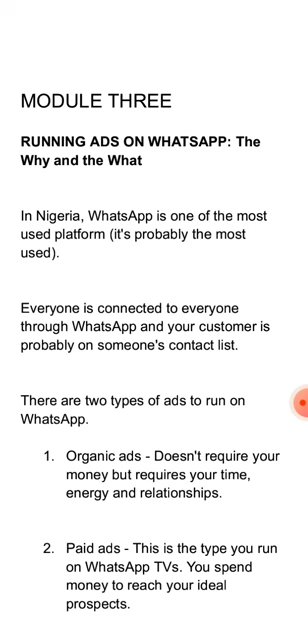 MODULE THREE
RUNNING ADS ON WHATSAPP: The
Why and the What
In Nigeria, WhatsApp is one of the most
used platform (it's probably the most
used).
Everyone is connected to everyone
through WhatsApp and your customer is
probably on someone's contact list.
There are two types of ads to run on
WhatsApp.
1. Organic ads - Doesn't require your
money but requires your time,
energy and relationships.
2. Paid ads - This is the type you run
on WhatsApp TVs. You spend
money to reach your ideal
prospects.